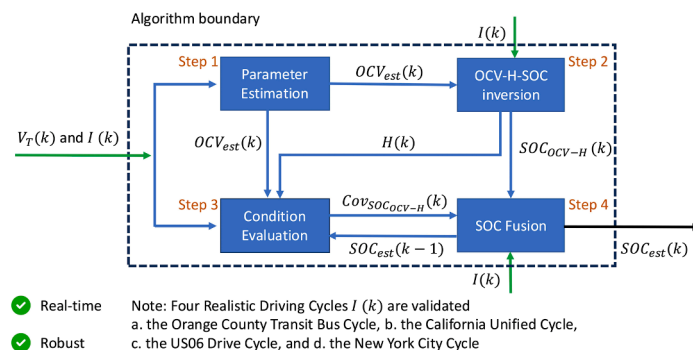 Algorithm boundary
I(k)
Step 1
Step 2
Parameter
Estimation
OCV_est(k)
OCV-H-SOC
inversion
V_T(k) and I (k)
OCV_est(k)
H(k)
SOC_OCV−H(k)
Step 3
Step 4
Condition
Evaluation
Cov_SOC_OCV−H(k)
SOC Fusion
SOC_est(k − 1)
SOC_est(k)
I(k)
Real-time
Note: Four Realistic Driving Cycles I (k) are validated
a. the Orange County Transit Bus Cycle, b. the California Unified Cycle,
Robust
c. the US06 Drive Cycle, and d. the New York City Cycle